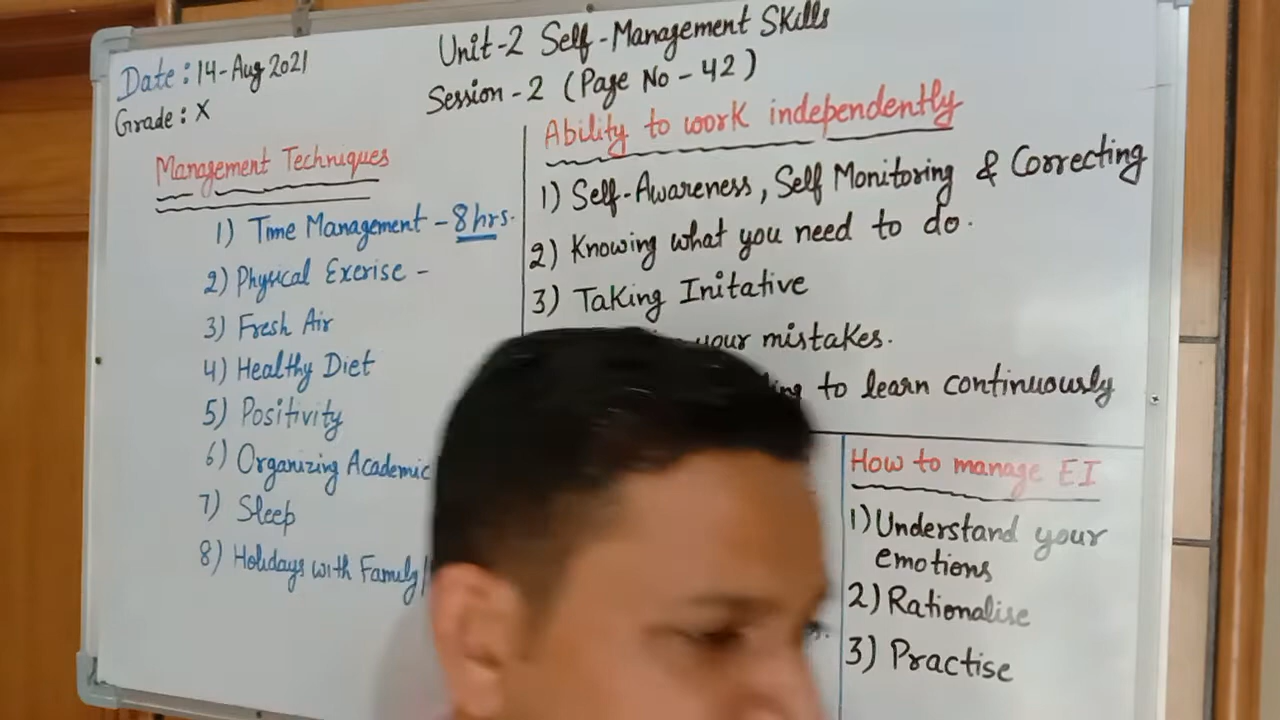 Date: 14-Aug 2021
Grade: X
Unit-2 Self-Management Skills
Session-2 (Page No-42)
Management Techniques
1) Time Management - 8 hrs.
2) Physical Exerise -
3) Fresh Air
4) Healthy Diet
5) Positivity
6) Organizing Academic
7) Sleep
8) Holidays with Family/
Ability to work independently
1) Self-Awareness, Self Monitoring & Correcting
2) Knowing what you need to do.
3) Taking Initative
your mistakes.
to learn continuously
How to manage EI
1) Understand your
emotions
2) Rationalise
3) Practise